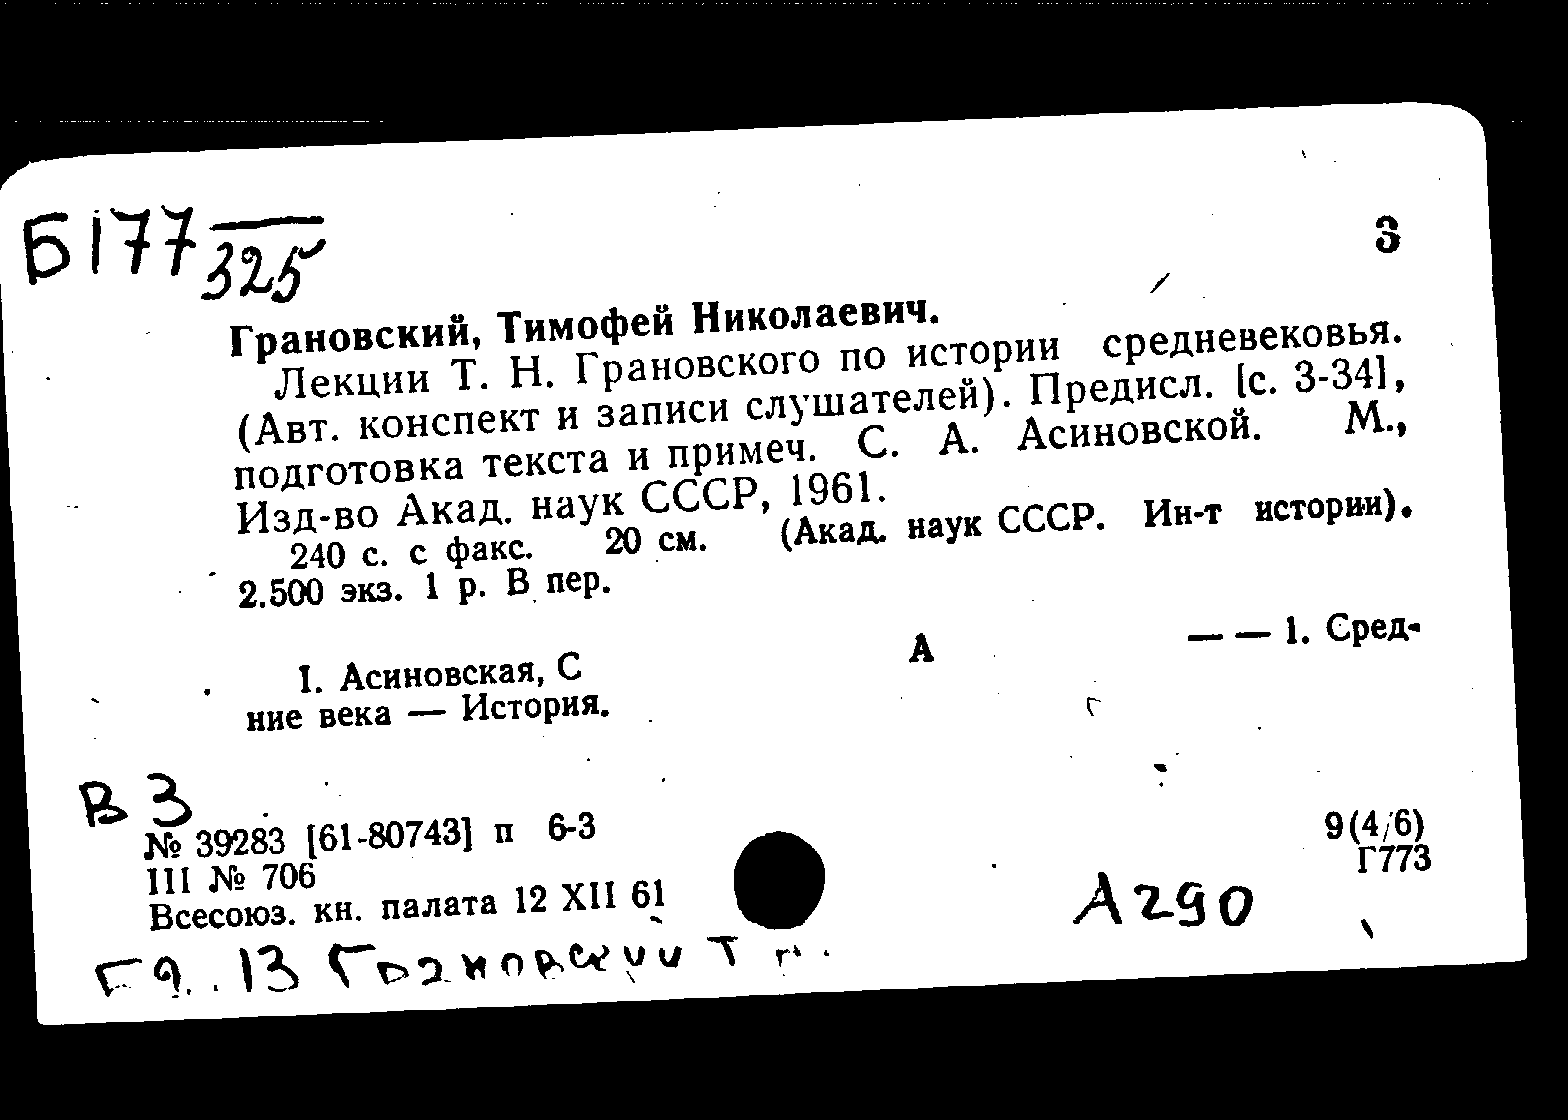 Б177
325
3
Грановский, Тимофей Николаевич.
Лекции Т. Н. Грановского по истории средневековья.
(Авт. конспект и записи слушателей). Предисл. [с. 3-34],
подготовка текста и примеч. С. А. Асиновской. М.,
Изд-во Акад. наук СССР, 1961.
240 с. с факс. 20 см. (Акад. наук СССР. Ин-т истории).
2.500 экз. 1 р. В пер.
I. Асиновская, С А — — 1. Сред-
ние века — История.
В З
№ 39283 [61-80743] п 6-3
III № 706
Всесоюз. кн. палата 12 XII 61
9(4/6)
Г773
А290
13 Грановский Т